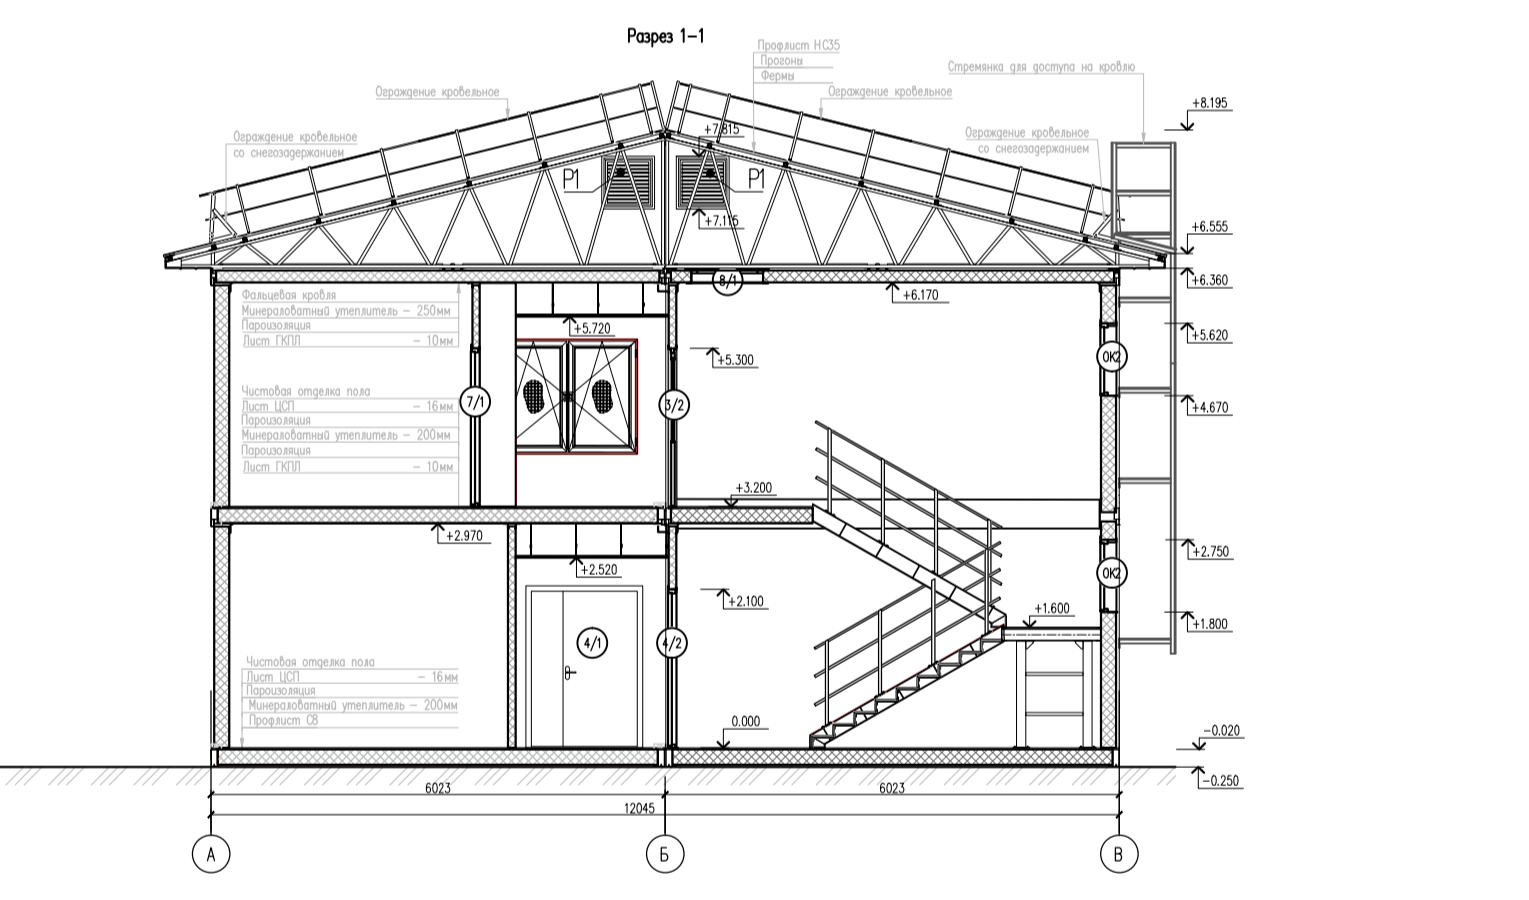 Разрез 1-1
Профлист НС35
Прогоны
Фермы
Стремянка для доступа на кровлю
Ограждение кровельное
Ограждение кровельное
+8.195
Ограждение кровельное
со снегозадержанием
+7.815
Ограждение кровельное
со снегозадержанием
P1
P1
+7.115
+6.555
+6.360
8/1
+6.170
Фальцевая кровля
Минераловатный утеплитель - 250мм
Пароизоляция
Лист ГКПЛ - 10мм
+5.720
+5.620
+5.300
ОК2
Чистовая отделка пола
Лист ЦСП - 16мм
Пароизоляция
Минераловатный утеплитель - 200мм
Пароизоляция
Лист ГКПЛ - 10мм
7/1
3/2
+4.670
+3.200
+2.970
+2.750
+2.520
ОК2
+2.100
+1.600
+1.800
4/1
4/2
Чистовая отделка пола
Лист ЦСП - 16мм
Пароизоляция
Минераловатный утеплитель - 200мм
Профлист С8
0.000
-0.020
-0.250
6023
6023
12045
А
Б
В